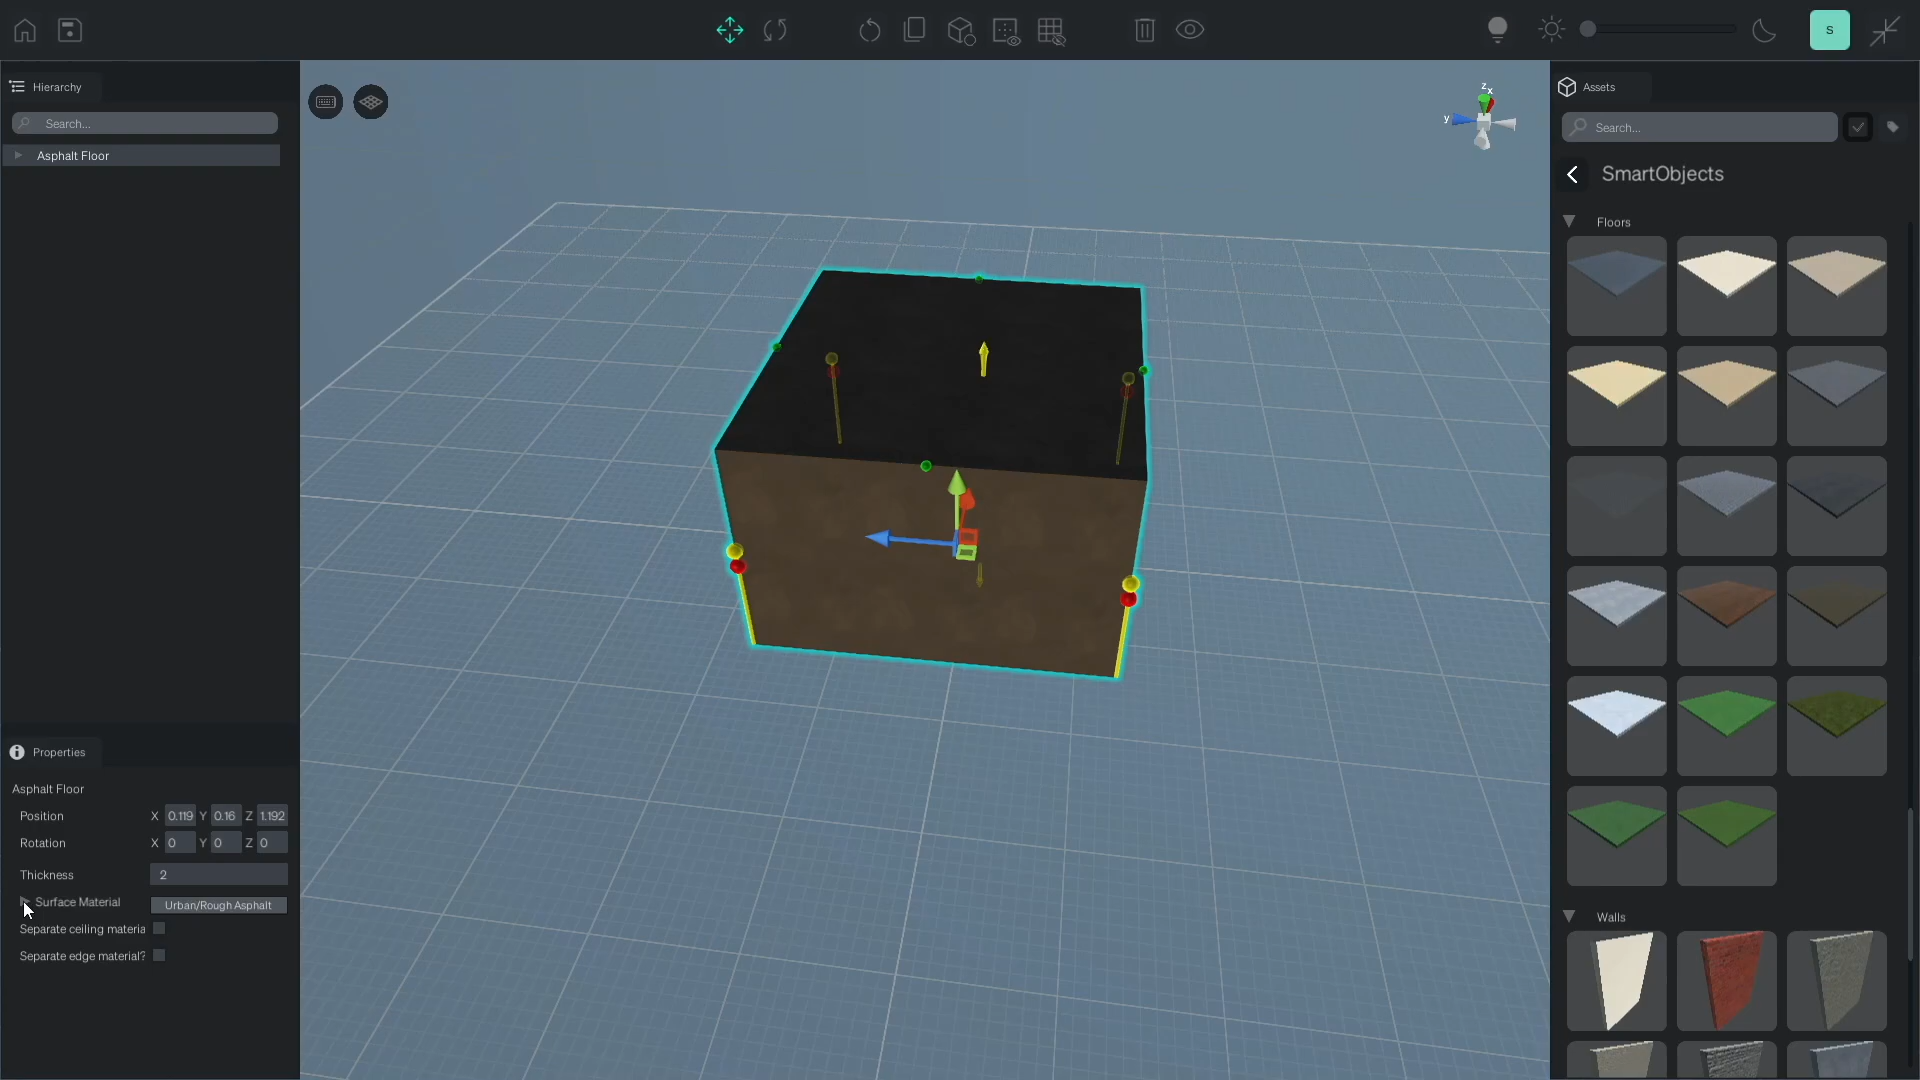 S
Hierarchy
Assets
Search...
Search...
Asphalt Floor
SmartObjects
Floors
z
x
y
Properties
Asphalt Floor
Position X 0.119 Y 0.16 Z 1.192
Rotation X 0 Y 0 Z 0
Thickness 2
Surface Material Urban/Rough Asphalt
Separate ceiling materia
Separate edge material?
Walls